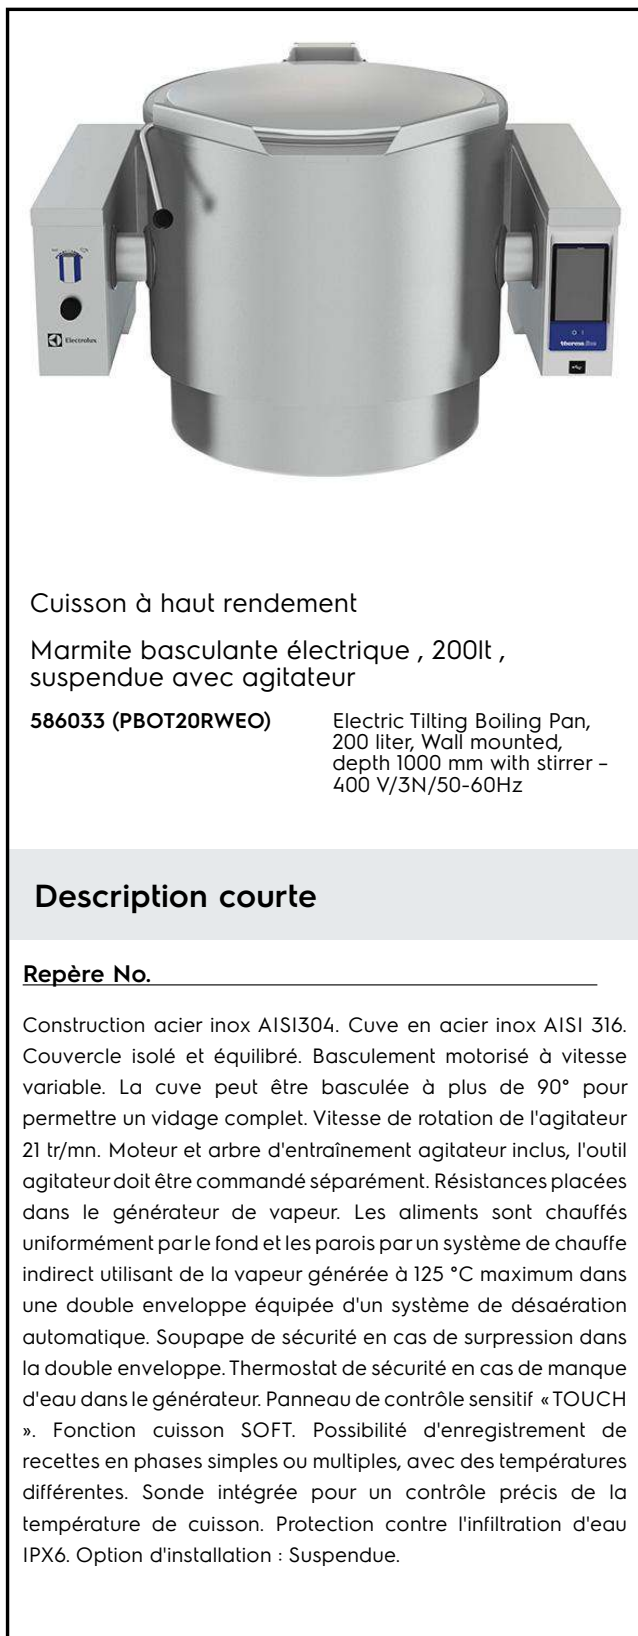 Electrolux
thermaline
Cuisson à haut rendement
Marmite basculante électrique , 200lt ,
suspendue avec agitateur
586033 (PBOT20RWEO)
Electric Tilting Boiling Pan,
200 liter, Wall mounted,
depth 1000 mm with stirrer –
400 V/3N/50-60Hz
Description courte
Repère No.
Construction acier inox AISI304. Cuve en acier inox AISI 316.
Couvercle isolé et équilibré. Basculement motorisé à vitesse
variable. La cuve peut être basculée à plus de 90° pour
permettre un vidage complet. Vitesse de rotation de l'agitateur
21 tr/mn. Moteur et arbre d'entraînement agitateur inclus, l'outil
agitateur doit être commandé séparément. Résistances placées
dans le générateur de vapeur. Les aliments sont chauffés
uniformément par le fond et les parois par un système de chauffe
indirect utilisant de la vapeur générée à 125 °C maximum dans
une double enveloppe équipée d'un système de désaération
automatique. Soupape de sécurité en cas de surpression dans
la double enveloppe. Thermostat de sécurité en cas de manque
d'eau dans le générateur. Panneau de contrôle sensitif « TOUCH
». Fonction cuisson SOFT. Possibilité d'enregistrement de
recettes en phases simples ou multiples, avec des températures
différentes. Sonde intégrée pour un contrôle précis de la
température de cuisson. Protection contre l'infiltration d'eau
IPX6. Option d'installation : Suspendue.